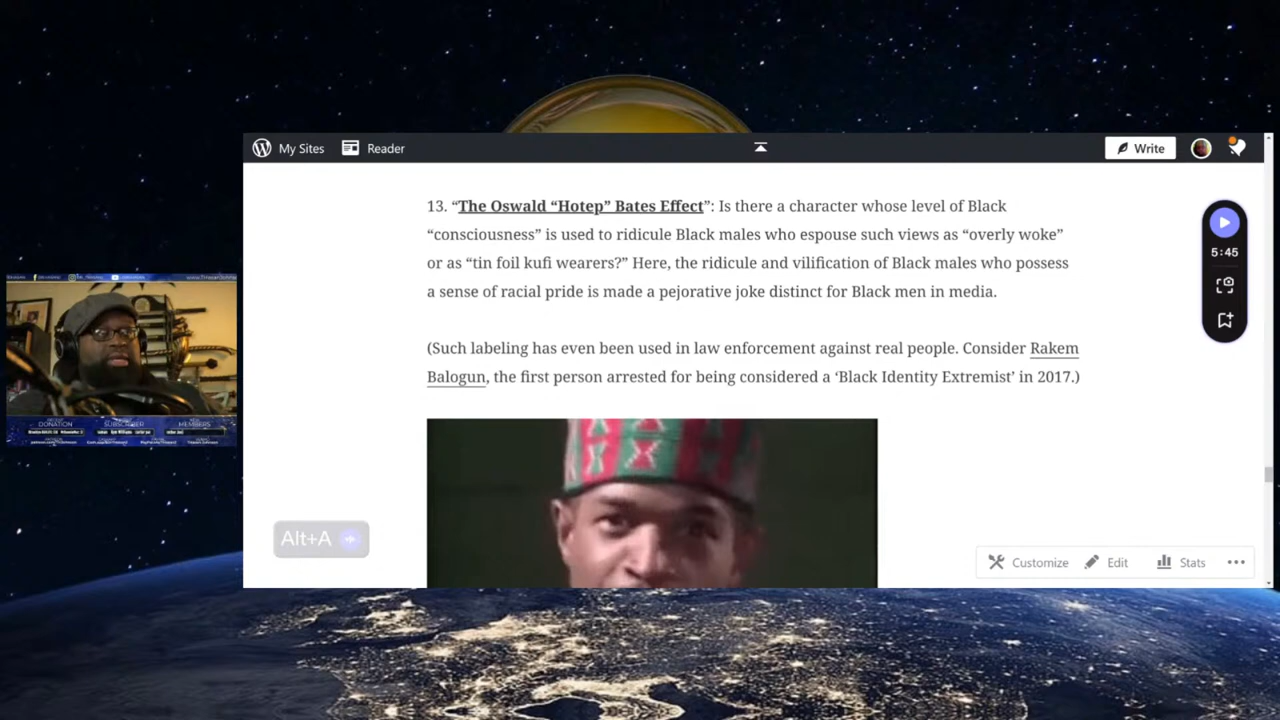 My Sites
Reader
Write
13. “The Oswald “Hotep” Bates Effect”: Is there a character whose level of Black
“consciousness” is used to ridicule Black males who espouse such views as “overly woke”
or as “tin foil kufi wearers?” Here, the ridicule and vilification of Black males who possess
a sense of racial pride is made a pejorative joke distinct for Black men in media.
5:45
(Such labeling has even been used in law enforcement against real people. Consider Rakem
Balogun, the first person arrested for being considered a ‘Black Identity Extremist’ in 2017.)
Alt+A
Customize
Edit
Stats
DONATION
SUBSCRIBER
MEMBERS